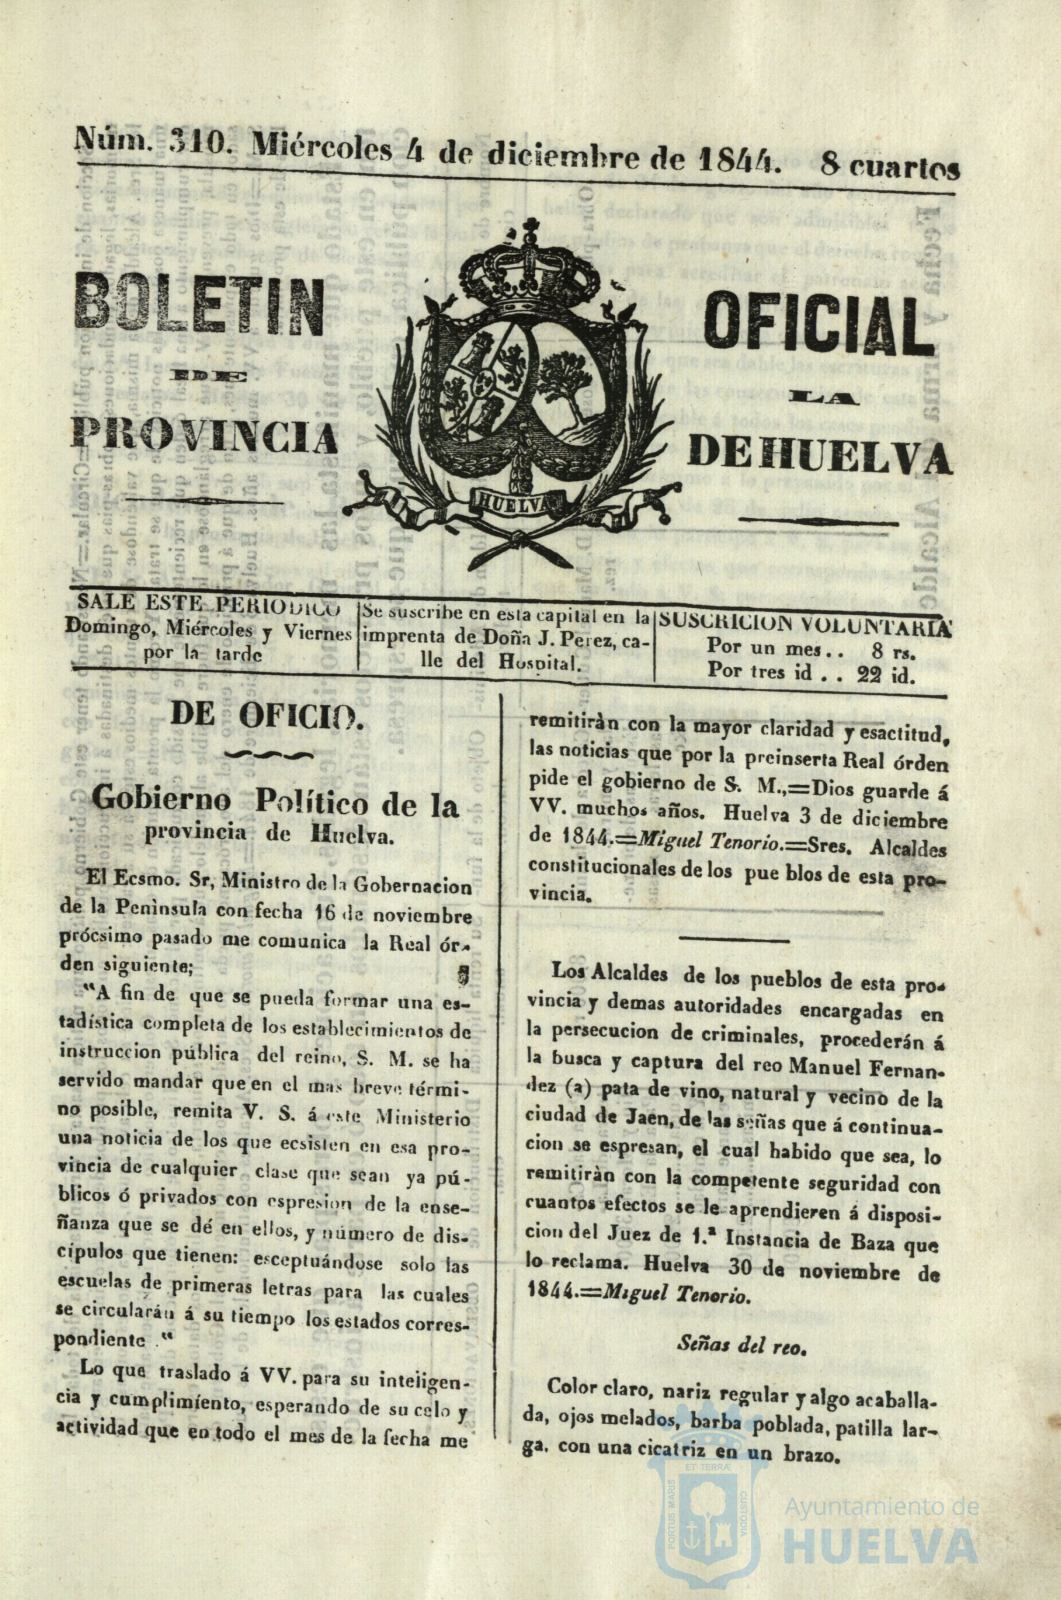 Núm. 310. Miércoles 4 de diciembre de 1844. 8 cuartos
BOLETIN OFICIAL
DE LA
PROVINCIA DE HUELVA
HUELVA
SALE ESTE PERIODICO
Domingo, Miércoles y Viernes
por la tarde
Se suscribe en esta capital en la
imprenta de Doña J. Perez, ca-
lle del Hospital.
SUSCRICION VOLUNTARIA
Por un mes.. 8 rs.
Por tres id .. 22 id.
DE OFICIO.
Gobierno Político de la
provincia de Huelva.
El Ecsmo. Sr, Ministro de la Gobernacion
de la Penìnsula con fecha 16 de noviembre
prócsimo pasado me comunica la Real ór-
den siguiente;
"A fin de que se pueda formar una es-
tadística completa de los establecimientos de
instruccion pública del reino, S. M. se ha
servido mandar que en el mas breve térmi-
no posible, remita V. S. á este Ministerio
una noticia de los que ecsisten en esa pro-
vincia de cualquier clase que sean ya pú-
blicos ó privados con espresion de la ense-
ñanza que se dé en ellos, y número de dis-
cípulos que tienen: esceptuándose solo las
escuelas de primeras letras para las cuales
se circularán á su tiempo los estados corres-
pondiente ."
Lo que traslado á VV. para su inteligen-
cia y cumplimíento, esperando de su celo y
actividad que en todo el mes de la fecha me
remitiràn con la mayor claridad y esactitud,
las noticias que por la preinserta Real órden
pide el gobierno de S. M.,=Dios guarde á
VV. muchos años. Huelva 3 de diciembre
de 1844.=Miguel Tenorio.=Sres. Alcaldes
constitucionales de los pue blos de esta pro-
vincia.
Los Alcaldes de los pueblos de esta pro-
vincia y demas autoridades encargadas en
la persecucion de criminales, procederán á
la busca y captura del reo Manuel Fernan-
dez (a) pata de vino, natural y vecino de la
ciudad de Jaen, de las señas que á continua-
cion se espresan, el cual habido que sea, lo
remitiràn con la competente seguridad con
cuantos efectos se le aprendieren á disposi-
cion del Juez de 1.ª Instancia de Baza que
lo reclama. Huelva 30 de noviembre de
1844.=Miguel Tenorio.
Señas del reo.
Color claro, nariz regular y algo acaballa-
da, ojos melados, barba poblada, patilla lar-
ga. con una cicatriz en un brazo.
PORTUS MARIS ET TERRÆ CUSTODIA
Ayuntamiento de
HUELVA